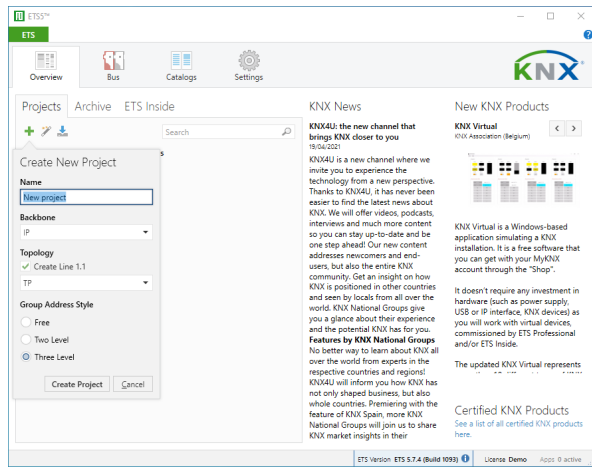 ETS5™
ETS
Overview
Bus
Catalogs
Settings
KNX
Projects
Archive
ETS Inside
Search
Create New Project
Name
New project
Backbone
IP
Topology
Create Line 1.1
TP
Group Address Style
Free
Two Level
Three Level
Create Project
Cancel
KNX News
KNX4U: the new channel that
brings KNX closer to you
19/04/2021
KNX4U is a new channel where we
invite you to experience the
technology from a new perspective.
Thanks to KNX4U, it has never been
easier to find the latest news about
KNX. We will offer videos, podcasts,
interviews and much more content
so you can stay up-to-date and be
one step ahead! Our new content
addresses newcomers and end-
users, but also the entire KNX
community. Get an insight on how
KNX is positioned in other countries
and seen by locals from all over the
world. KNX National Groups give
you a glance about their experience
and the potential KNX has for you.
Features by KNX National Groups
No better way to learn about KNX all
over the world from experts in the
respective countries and regions!
KNX4U will inform you how KNX has
not only shaped business, but also
whole countries. Premiering with the
feature of KNX Spain, more KNX
National Groups will join us to share
KNX market insights in their
New KNX Products
KNX Virtual
KNX Association (Belgium)
KNX Virtual is a Windows-based
application simulating a KNX
installation. It is a free software that
you can get with your MyKNX
account through the "Shop".
It doesn't require any investment in
hardware (such as power supply,
USB or IP interface, KNX devices) as
you will work with virtual devices,
commissioned by ETS Professional
and/or ETS Inside.
The updated KNX Virtual represents
Certified KNX Products
See a list of all certified KNX products
here.
ETS Version ETS 5.7.4 (Build 1093)
License Demo
Apps 0 active